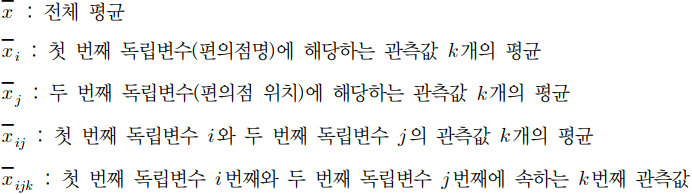 x̄ : 전체 평균
x̄ᵢ : 첫 번째 독립변수(편의점명)에 해당하는 관측값 k개의 평균
x̄ⱼ : 두 번째 독립변수(편의점 위치)에 해당하는 관측값 k개의 평균
x̄ᵢⱼ : 첫 번째 독립변수 i와 두 번째 독립변수 j의 관측값 k개의 평균
x̄ᵢⱼₖ : 첫 번째 독립변수 i번째와 두 번째 독립변수 j번째에 속하는 k번째 관측값